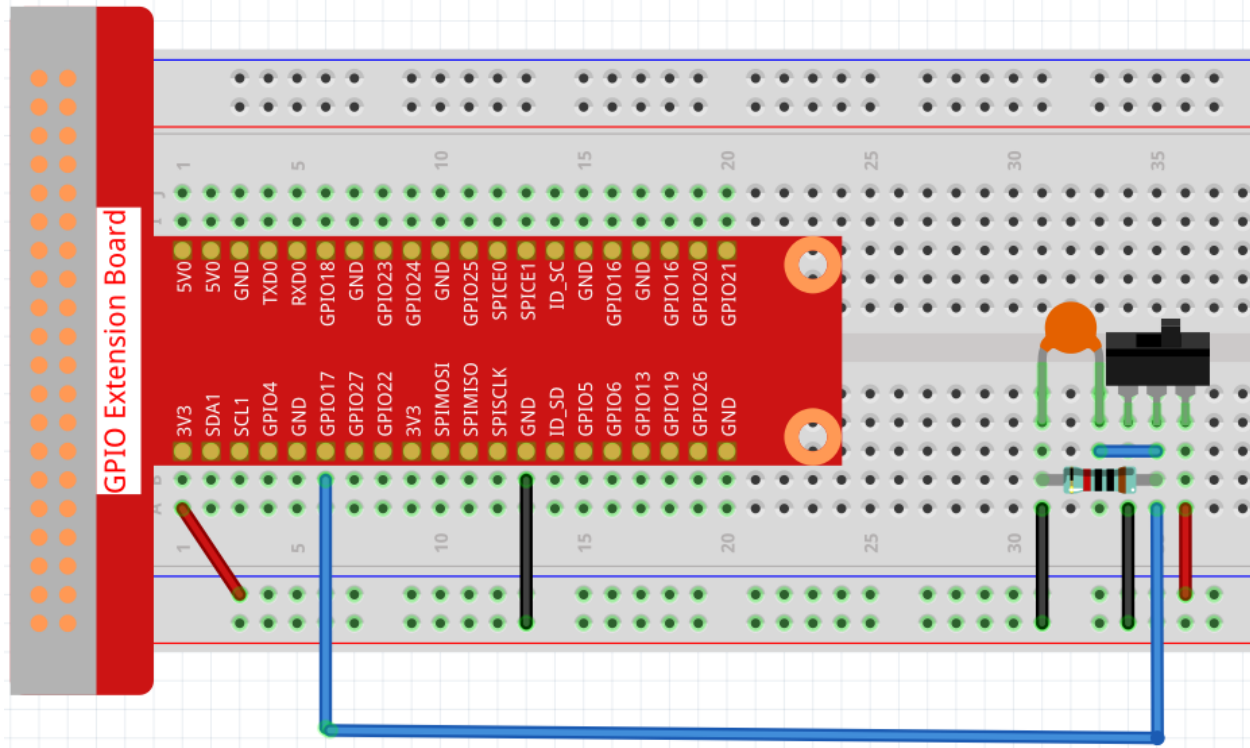 GPIO Extension Board
1 5 10 15 20 25 30 35
J
I
5V0 5V0 GND TXD0 RXD0 GPIO18 GND GPIO23 GPIO24 GND GPIO25 SPICE0 SPICE1 ID_SC GND GPIO16 GND GPIO16 GPIO20 GPIO21
3V3 SDA1 SCL1 GPIO4 GND GPIO17 GPIO27 GPIO22 3V3 SPIMOSI SPIMISO SPISCLK GND ID_SD GPIO5 GPIO6 GPIO13 GPIO19 GPIO26 GND
B
A
1 5 10 15 20 25 30